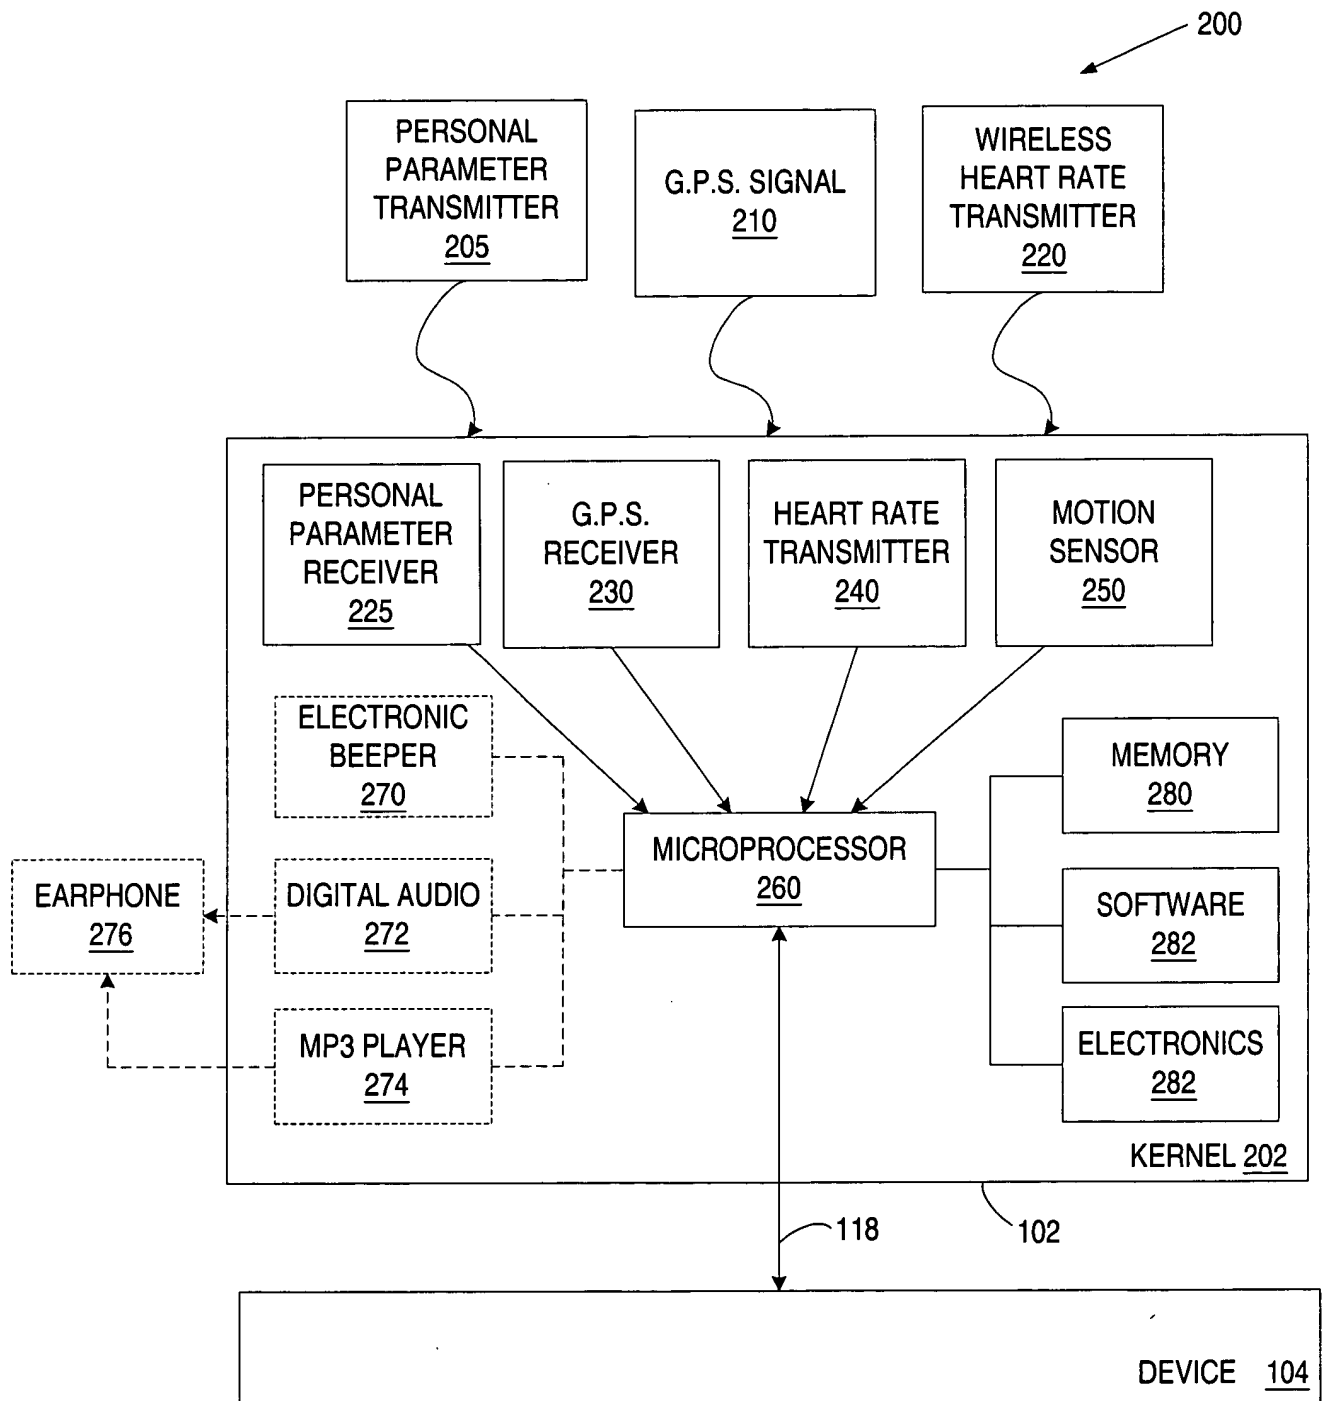 200
PERSONAL
PARAMETER
TRANSMITTER
205
G.P.S. SIGNAL
210
WIRELESS
HEART RATE
TRANSMITTER
220
PERSONAL
PARAMETER
RECEIVER
225
G.P.S.
RECEIVER
230
HEART RATE
TRANSMITTER
240
MOTION
SENSOR
250
ELECTRONIC
BEEPER
270
MICROPROCESSOR
260
MEMORY
280
EARPHONE
276
DIGITAL AUDIO
272
SOFTWARE
282
MP3 PLAYER
274
ELECTRONICS
282
KERNEL 202
118
102
DEVICE 104